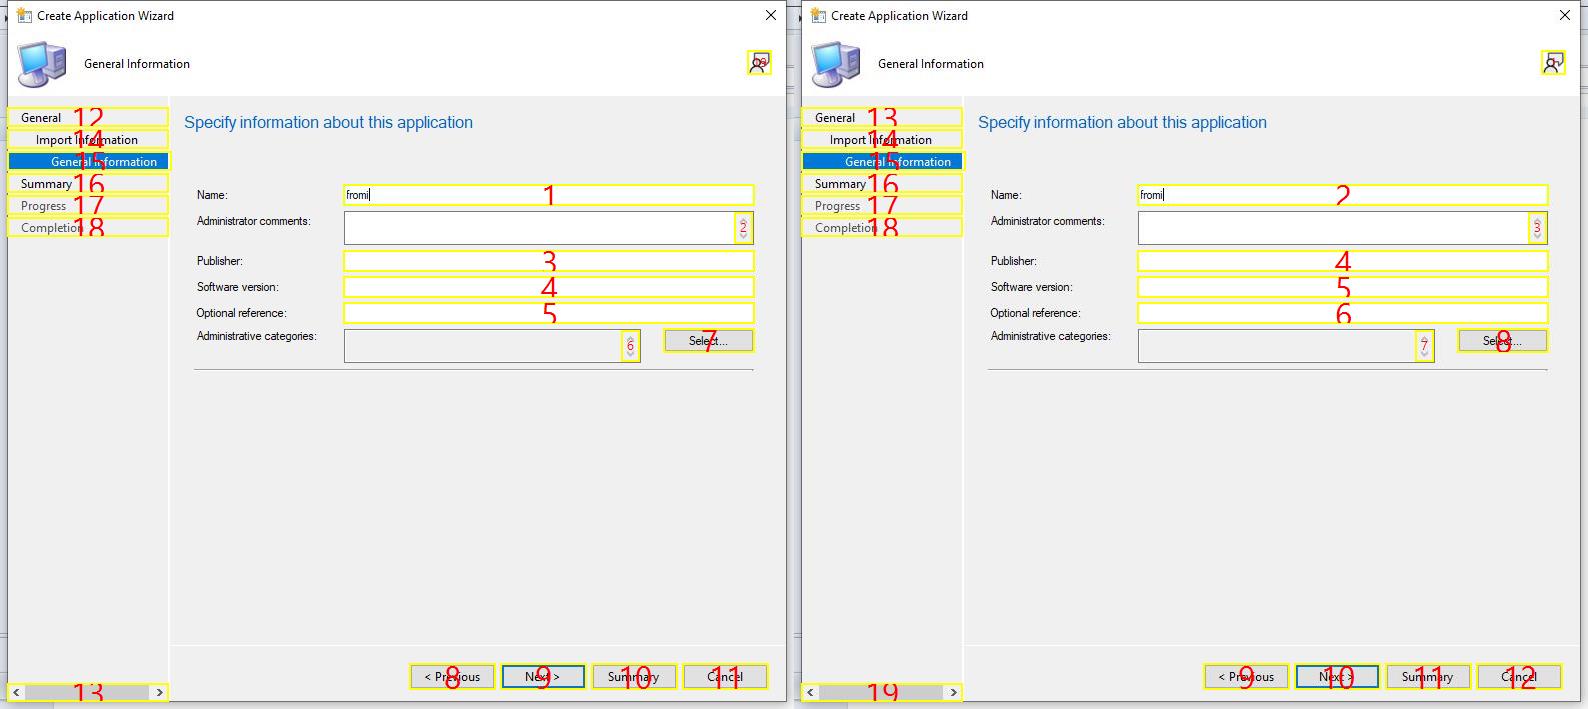 Create Application Wizard
General Information
19
General 12
Import Information 14
General Information 15
Summary 16
Progress 17
Completion 18
Specify information about this application
Name: fromi 1
Administrator comments: 2
Publisher: 3
Software version: 4
Optional reference: 5
Administrative categories: 6
Select... 7
13
< Previous 8
Next > 9
Summary 10
Cancel 11
Create Application Wizard
General Information
1
General 13
Import Information 14
General Information 15
Summary 16
Progress 17
Completion 18
Specify information about this application
Name: fromi 2
Administrator comments: 3
Publisher: 4
Software version: 5
Optional reference: 6
Administrative categories: 7
Select... 8
19
< Previous 9
Next > 10
Summary 11
Cancel 12